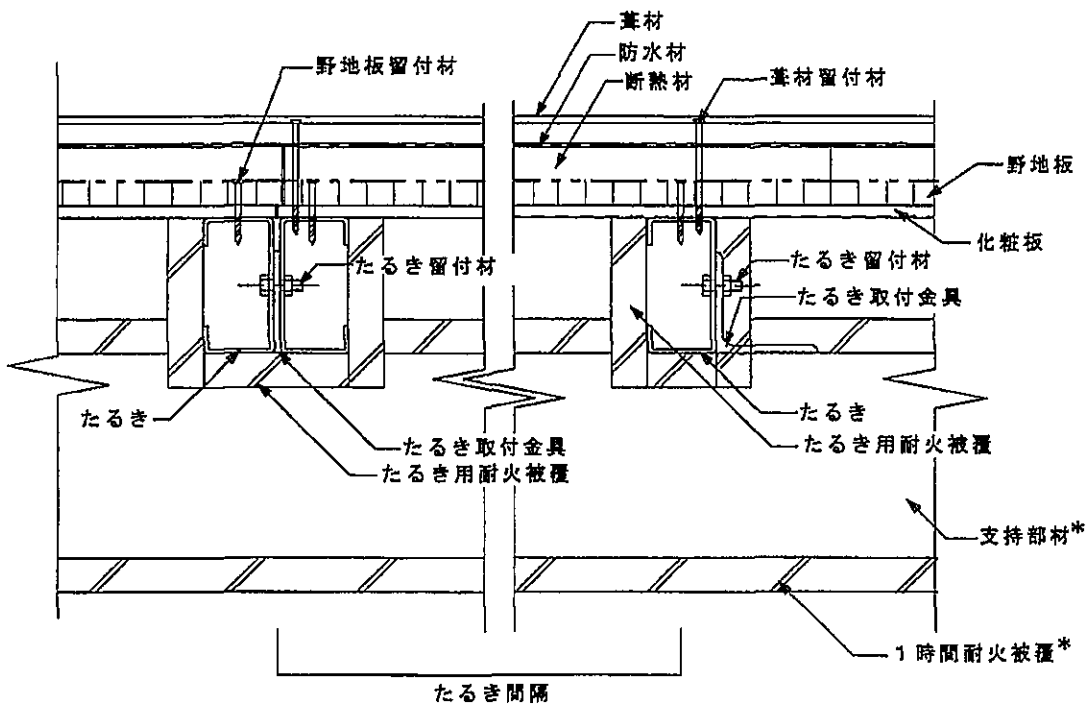 葺材
防水材
野地板留付材
断熱材
葺材留付材
野地板
化粧板
たるき留付材
たるき留付材
たるき取付金具
たるき
たるき
たるき取付金具
たるき用耐火被覆
たるき用耐火被覆
支持部材*
1時間耐火被覆*
たるき間隔